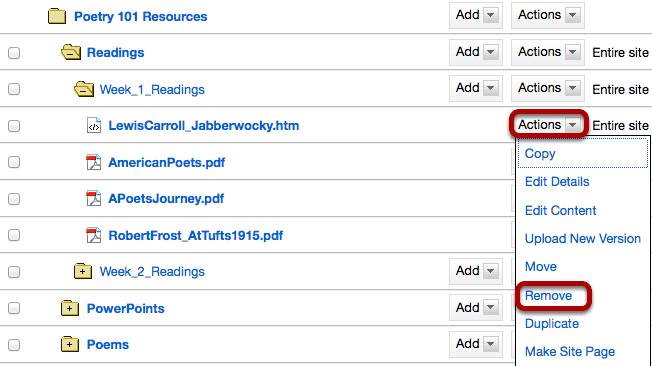 Poetry 101 Resources Add Actions
Readings Add Actions Entire site
Week_1_Readings Add Actions Entire site
LewisCarroll_Jabberwocky.htm Actions Entire site
AmericanPoets.pdf Copy
APoetsJourney.pdf Edit Details
Edit Content
RobertFrost_AtTufts1915.pdf Upload New Version
Week_2_Readings Add Move
PowerPoints Add Remove
Duplicate
Poems Add Make Site Page